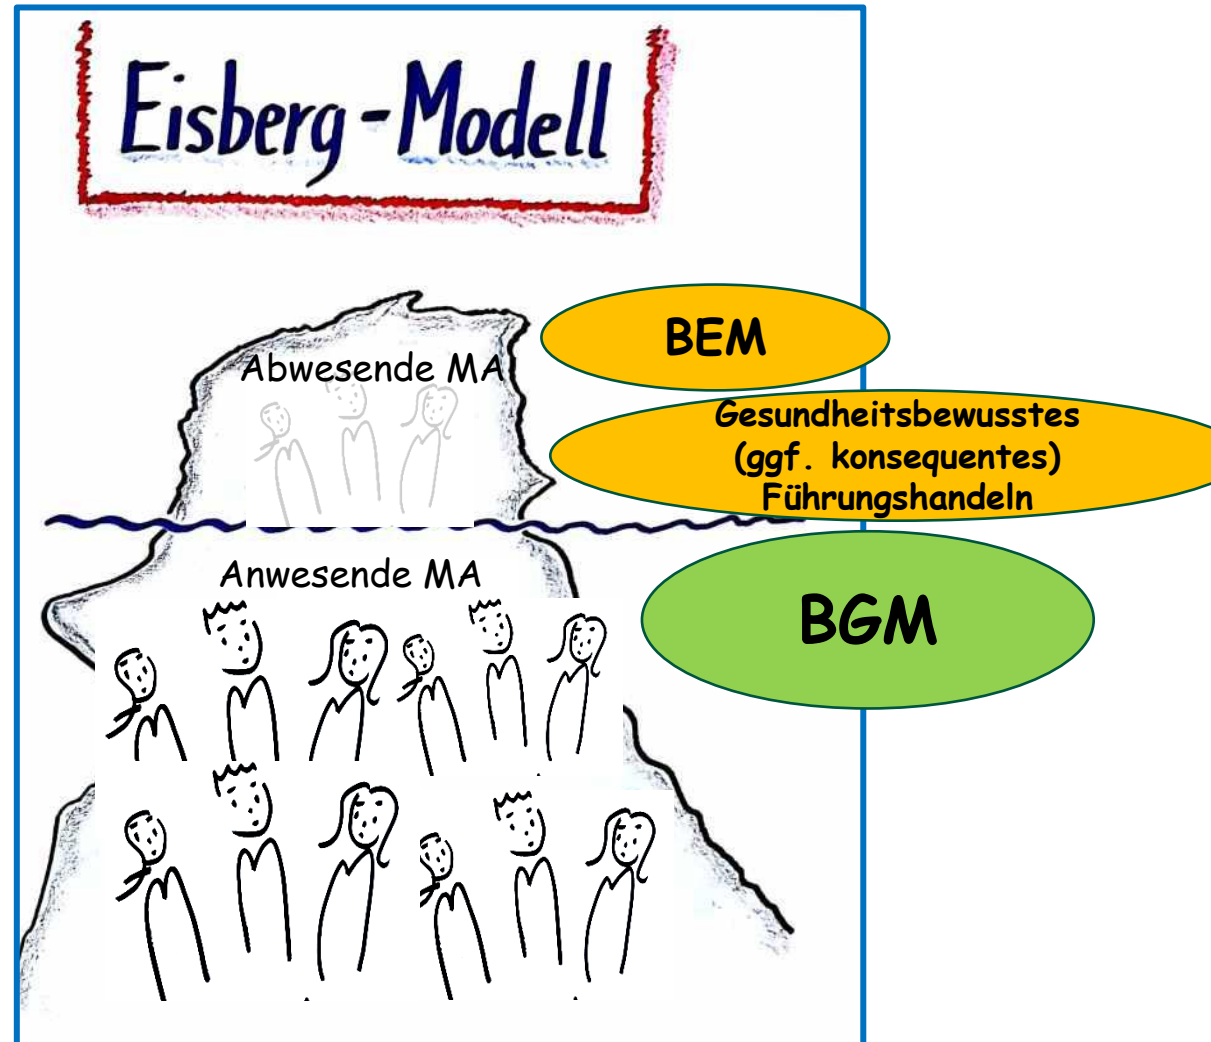 Eisberg-Modell
Abwesende MA
BEM
Gesundheitsbewusstes
(ggf. konsequentes)
Führungshandeln
Anwesende MA
BGM